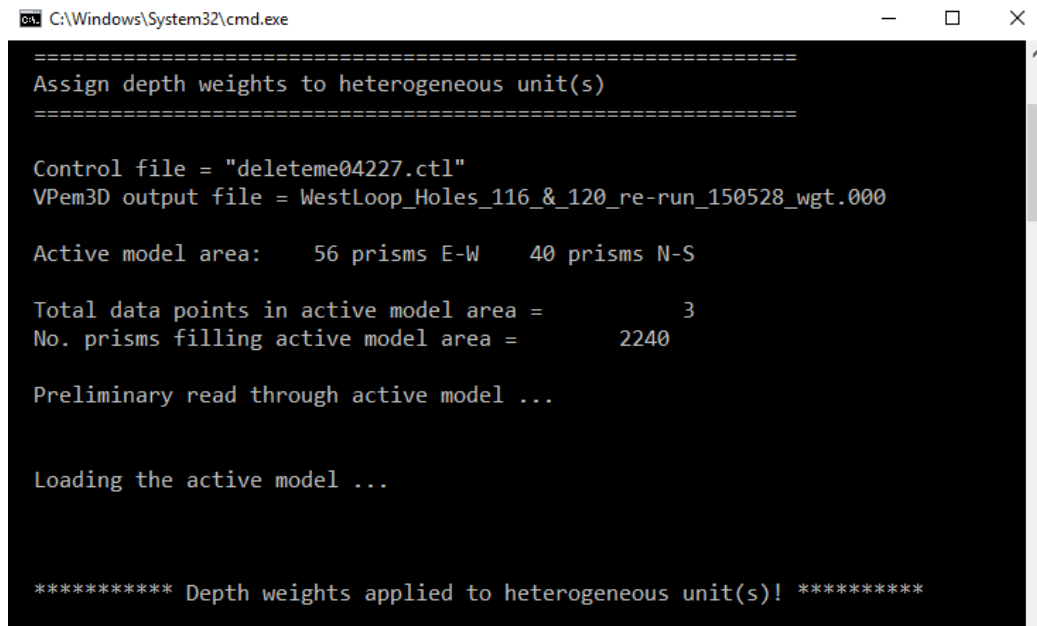 C:\Windows\System32\cmd.exe
============================================================
Assign depth weights to heterogeneous unit(s)
============================================================
Control file = "deleteme04227.ctl"
VPem3D output file = WestLoop_Holes_116_&_120_re-run_150528_wgt.000
Active model area:    56 prisms E-W    40 prisms N-S
Total data points in active model area =           3
No. prisms filling active model area =        2240
Preliminary read through active model ...
Loading the active model ...
*********** Depth weights applied to heterogeneous unit(s)! **********